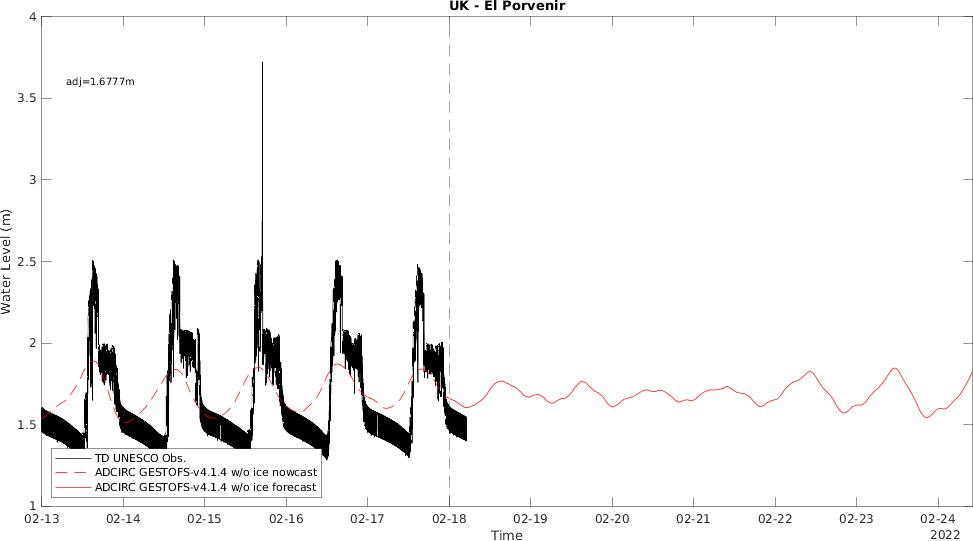 UK - El Porvenir
4
adj=1.6777m
3.5
3
2.5
2
1.5
1
Water Level (m)
TD UNESCO Obs.
ADCIRC GESTOFS-v4.1.4 w/o ice nowcast
ADCIRC GESTOFS-v4.1.4 w/o ice forecast
02-13 02-14 02-15 02-16 02-17 02-18 02-19 02-20 02-21 02-22 02-23 02-24
Time
2022